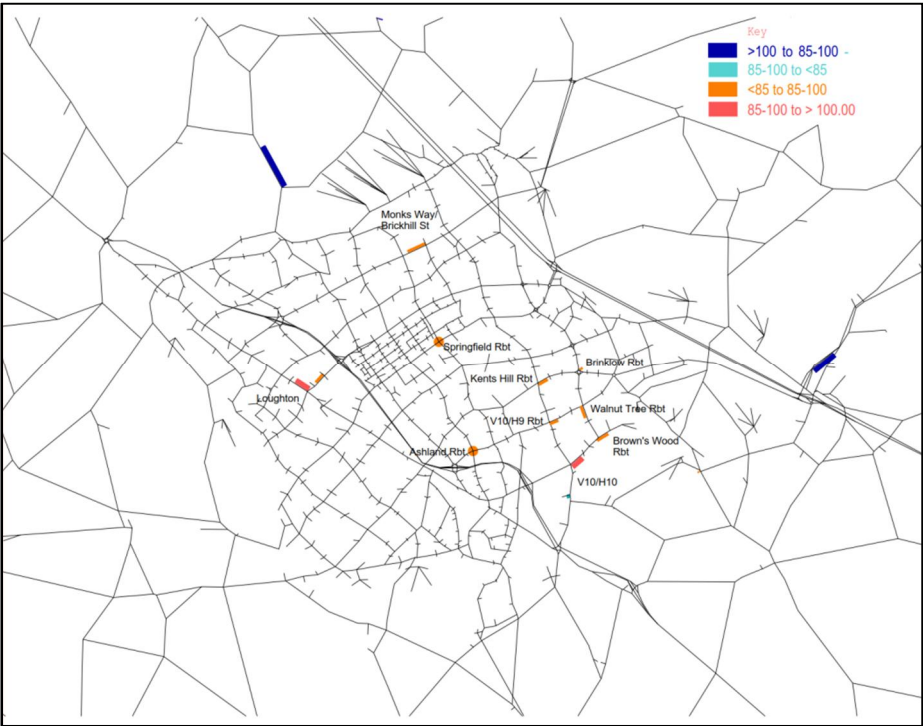 Key
>100 to 85-100 -
85-100 to <85
<85 to 85-100
85-100 to > 100.00
Monks Way/
Brickhill St
Springfield Rbt
Brinklow Rbt
Kents Hill Rbt
Loughton
Walnut Tree Rbt
V10/H9 Rbt
Brown's Wood
Rbt
Ashland Rbt
V10/H10